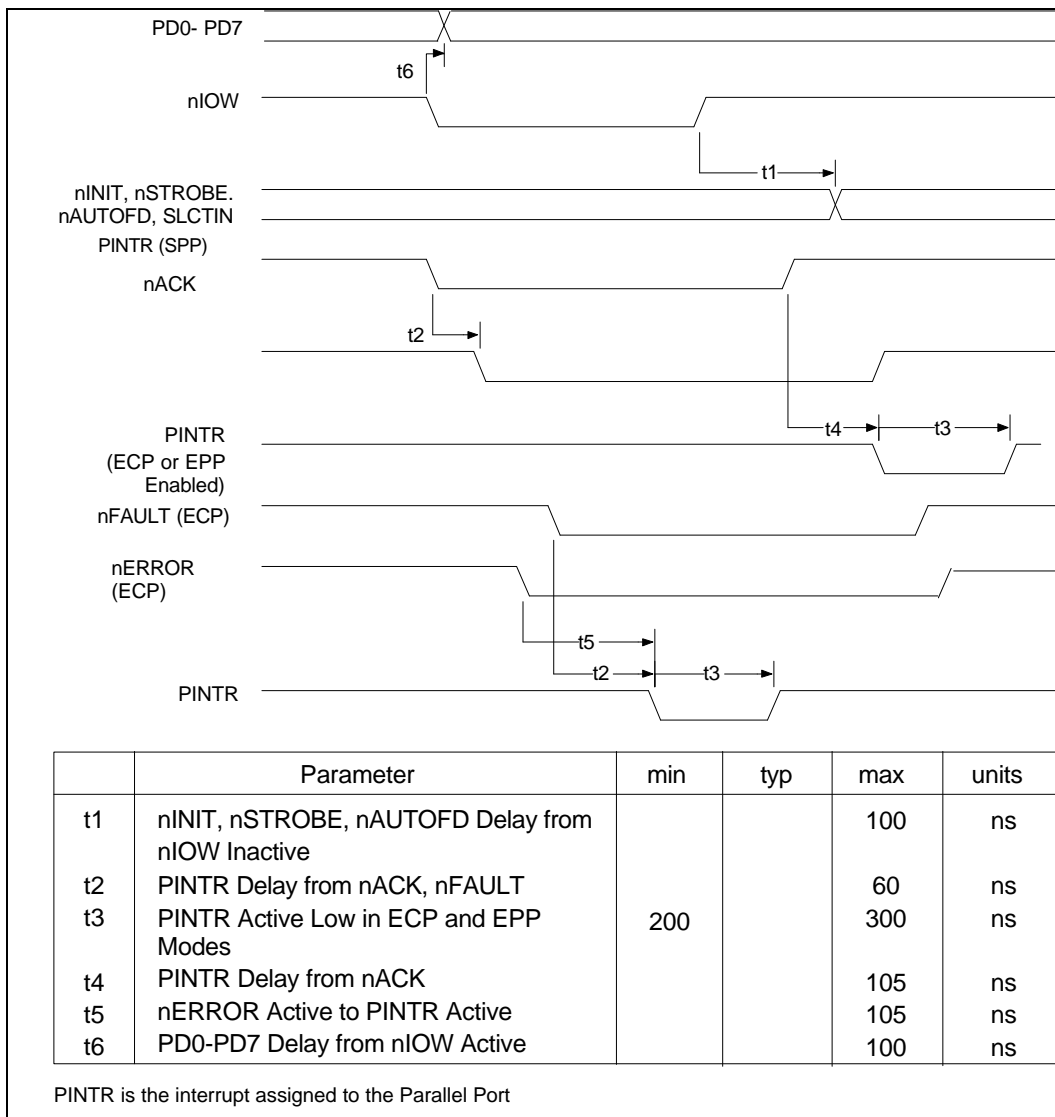 PD0- PD7
t6
nIOW
t1
nINIT, nSTROBE.
nAUTOFD, SLCTIN
PINTR (SPP)
nACK
t2
t4
t3
PINTR
(ECP or EPP
Enabled)
nFAULT (ECP)
nERROR
(ECP)
t5
t2
t3
PINTR
Parameter min typ max units
t1 nINIT, nSTROBE, nAUTOFD Delay from 100 ns
nIOW Inactive
t2 PINTR Delay from nACK, nFAULT 60 ns
t3 PINTR Active Low in ECP and EPP 200 300 ns
Modes
t4 PINTR Delay from nACK 105 ns
t5 nERROR Active to PINTR Active 105 ns
t6 PD0-PD7 Delay from nIOW Active 100 ns
PINTR is the interrupt assigned to the Parallel Port